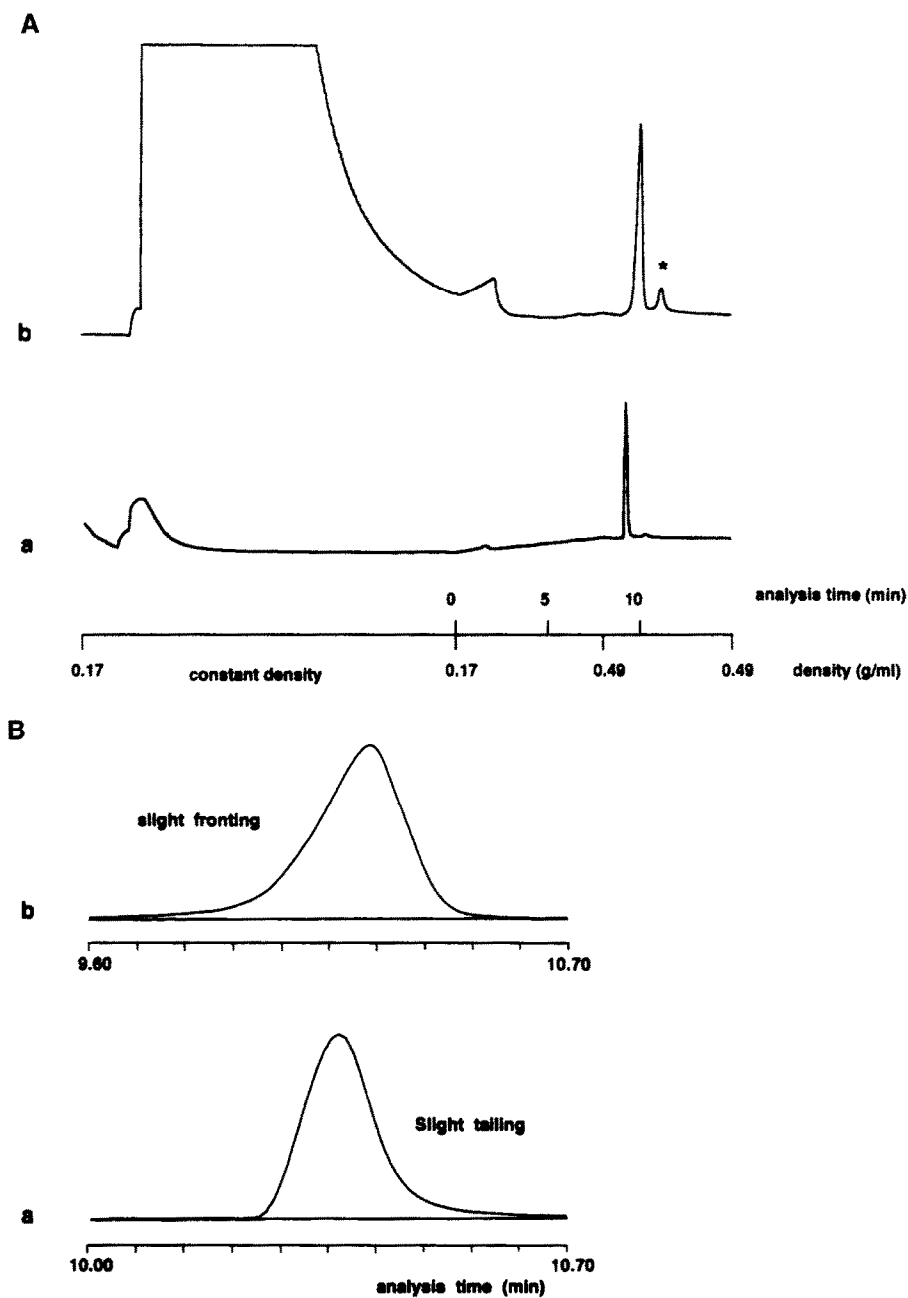 A
*
b
a
0 5 10 analysis time (min)
0.17 constant density 0.17 0.49 0.49 density (g/ml)
B
slight fronting
b
9.60 10.70
Slight tailing
a
10.00 10.70
analysis time (min)